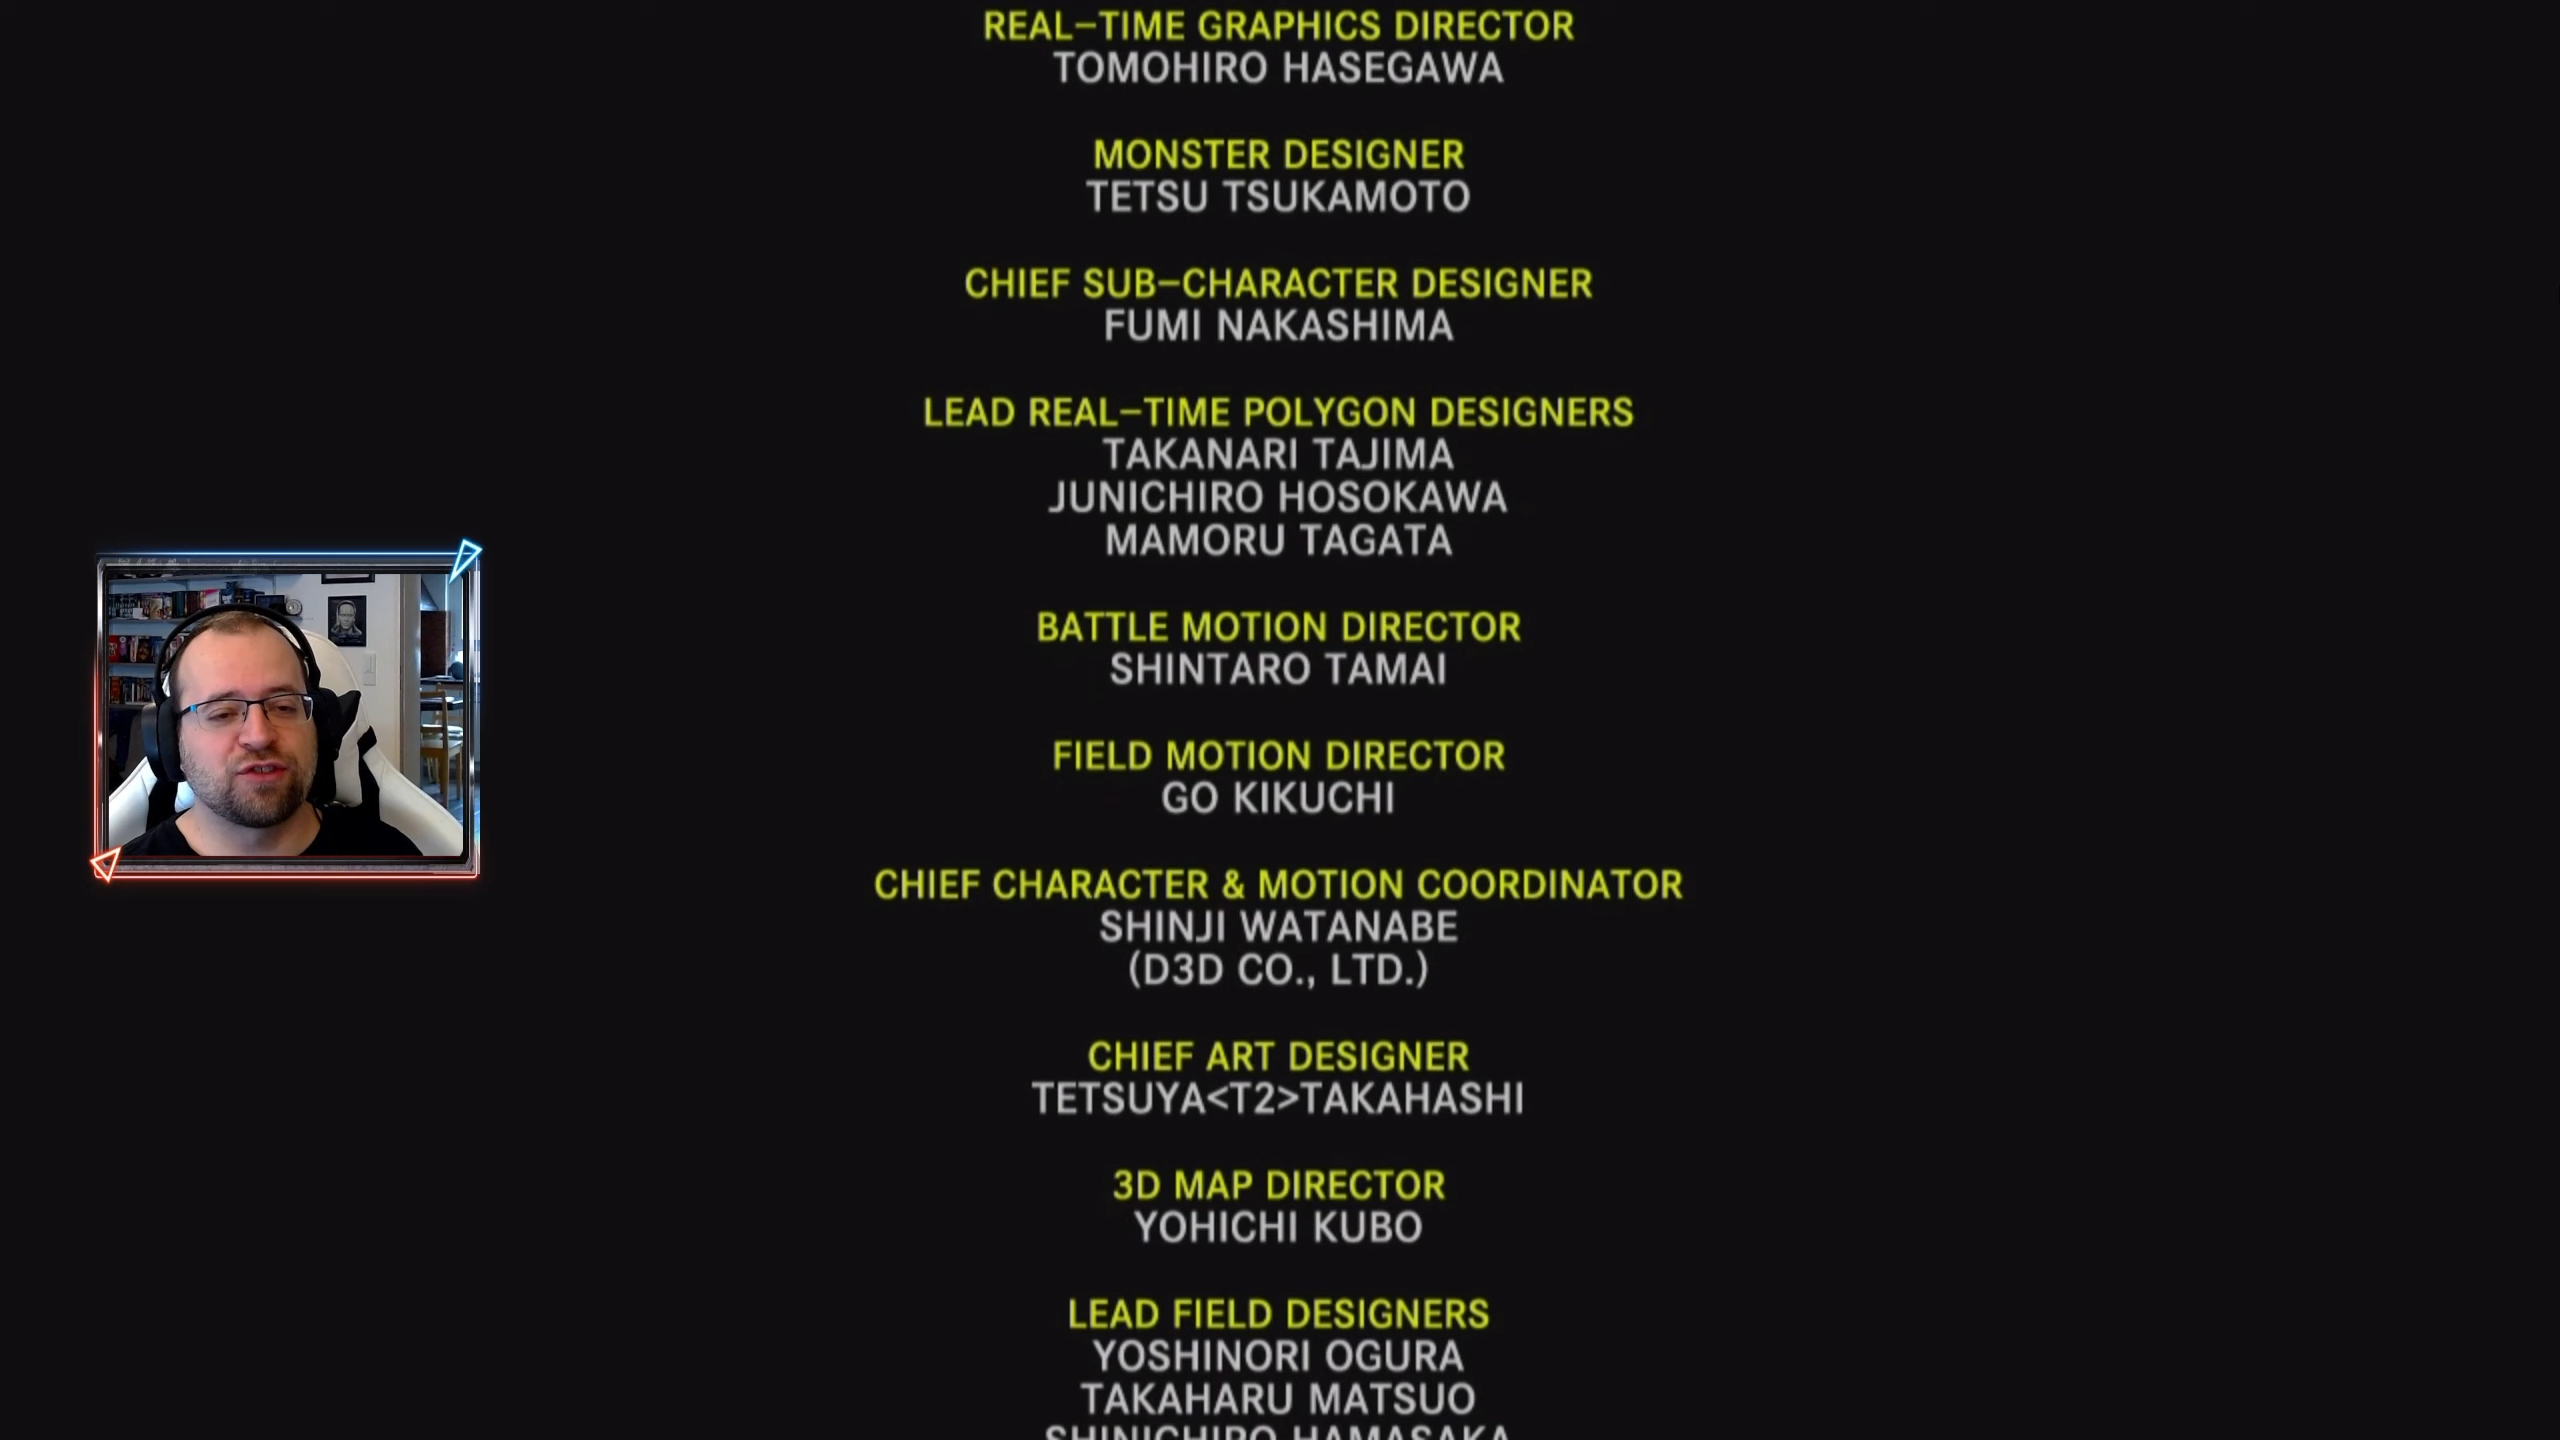 REAL-TIME GRAPHICS DIRECTOR
TOMOHIRO HASEGAWA
MONSTER DESIGNER
TETSU TSUKAMOTO
CHIEF SUB-CHARACTER DESIGNER
FUMI NAKASHIMA
LEAD REAL-TIME POLYGON DESIGNERS
TAKANARI TAJIMA
JUNICHIRO HOSOKAWA
MAMORU TAGATA
BATTLE MOTION DIRECTOR
SHINTARO TAMAI
FIELD MOTION DIRECTOR
GO KIKUCHI
CHIEF CHARACTER & MOTION COORDINATOR
SHINJI WATANABE
(D3D CO., LTD.)
CHIEF ART DESIGNER
TETSUYA<T2>TAKAHASHI
3D MAP DIRECTOR
YOHICHI KUBO
LEAD FIELD DESIGNERS
YOSHINORI OGURA
TAKAHARU MATSUO
SHINICHIRO HAMASAKA